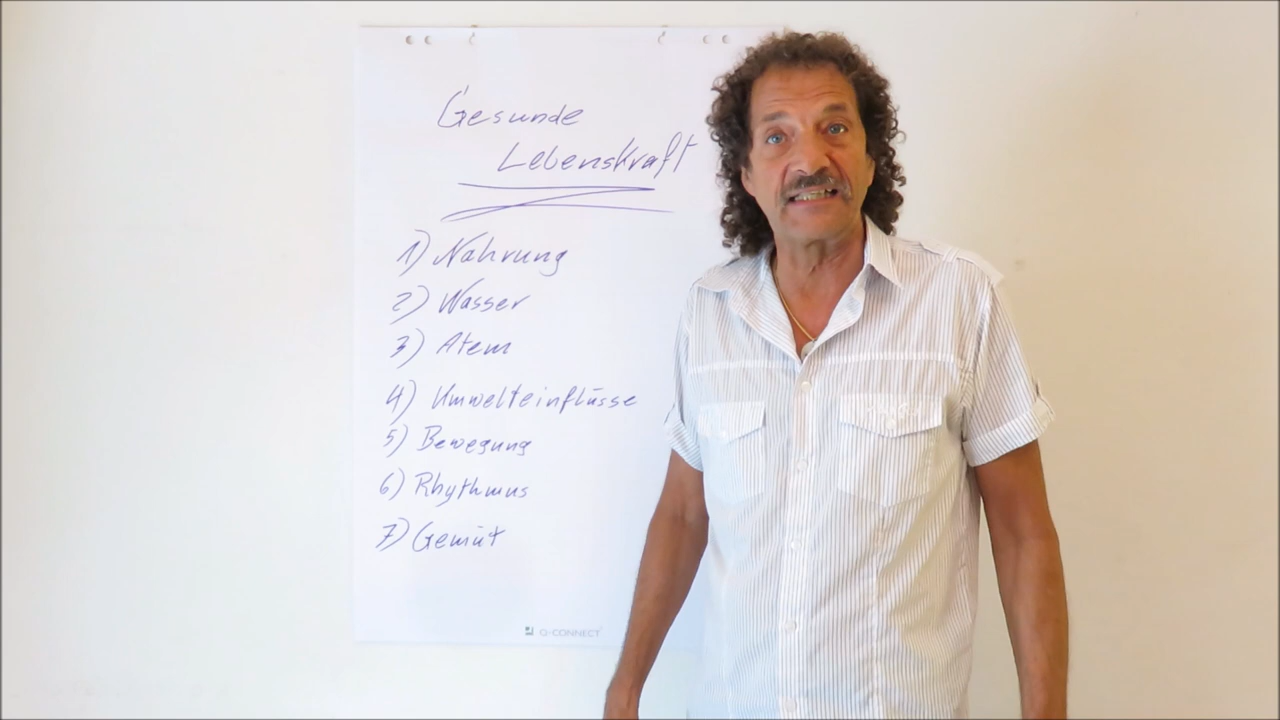 Gesunde
Lebenskraft
1) Nahrung
2) Wasser
3) Atem
4) Umwelteinflüsse
5) Bewegung
6) Rhythmus
7) Gemüt
Q-CONNECT